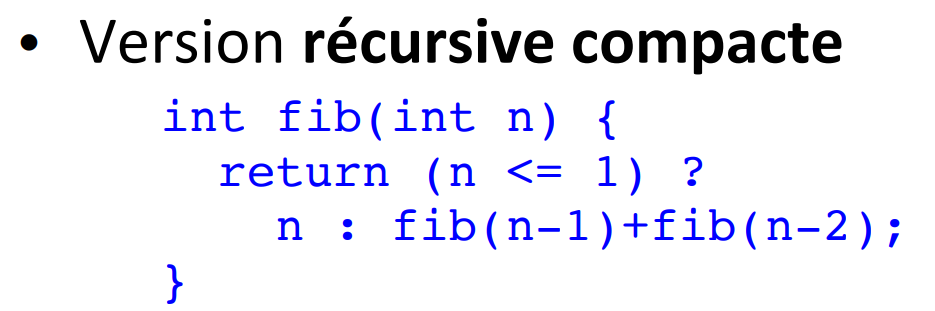 • Version récursive compacte
int fib(int n) {
return (n <= 1) ?
n : fib(n-1)+fib(n-2);
}